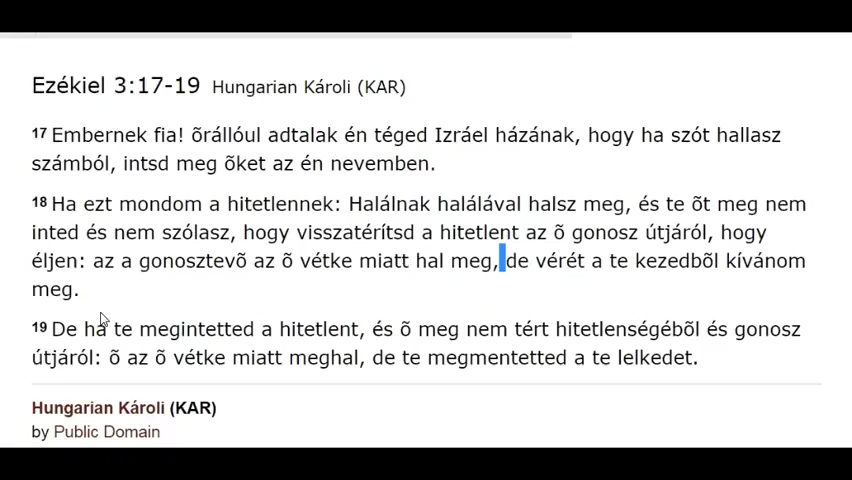 Ezékiel 3:17-19 Hungarian Károli (KAR)
17 Embernek fia! õrállóul adtalak én téged Izráel házának, hogy ha szót hallasz
számból, intsd meg õket az én nevemben.
18 Ha ezt mondom a hitetlennek: Halálnak halálával halsz meg, és te õt meg nem
inted és nem szólasz, hogy visszatérítsd a hitetlent az õ gonosz útjáról, hogy
éljen: az a gonosztevõ az õ vétke miatt hal meg, de vérét a te kezedbõl kívánom
meg.
19 De ha te megintetted a hitetlent, és õ meg nem tért hitetlenségébõl és gonosz
útjáról: õ az õ vétke miatt meghal, de te megmentetted a te lelkedet.
Hungarian Károli (KAR)
by Public Domain